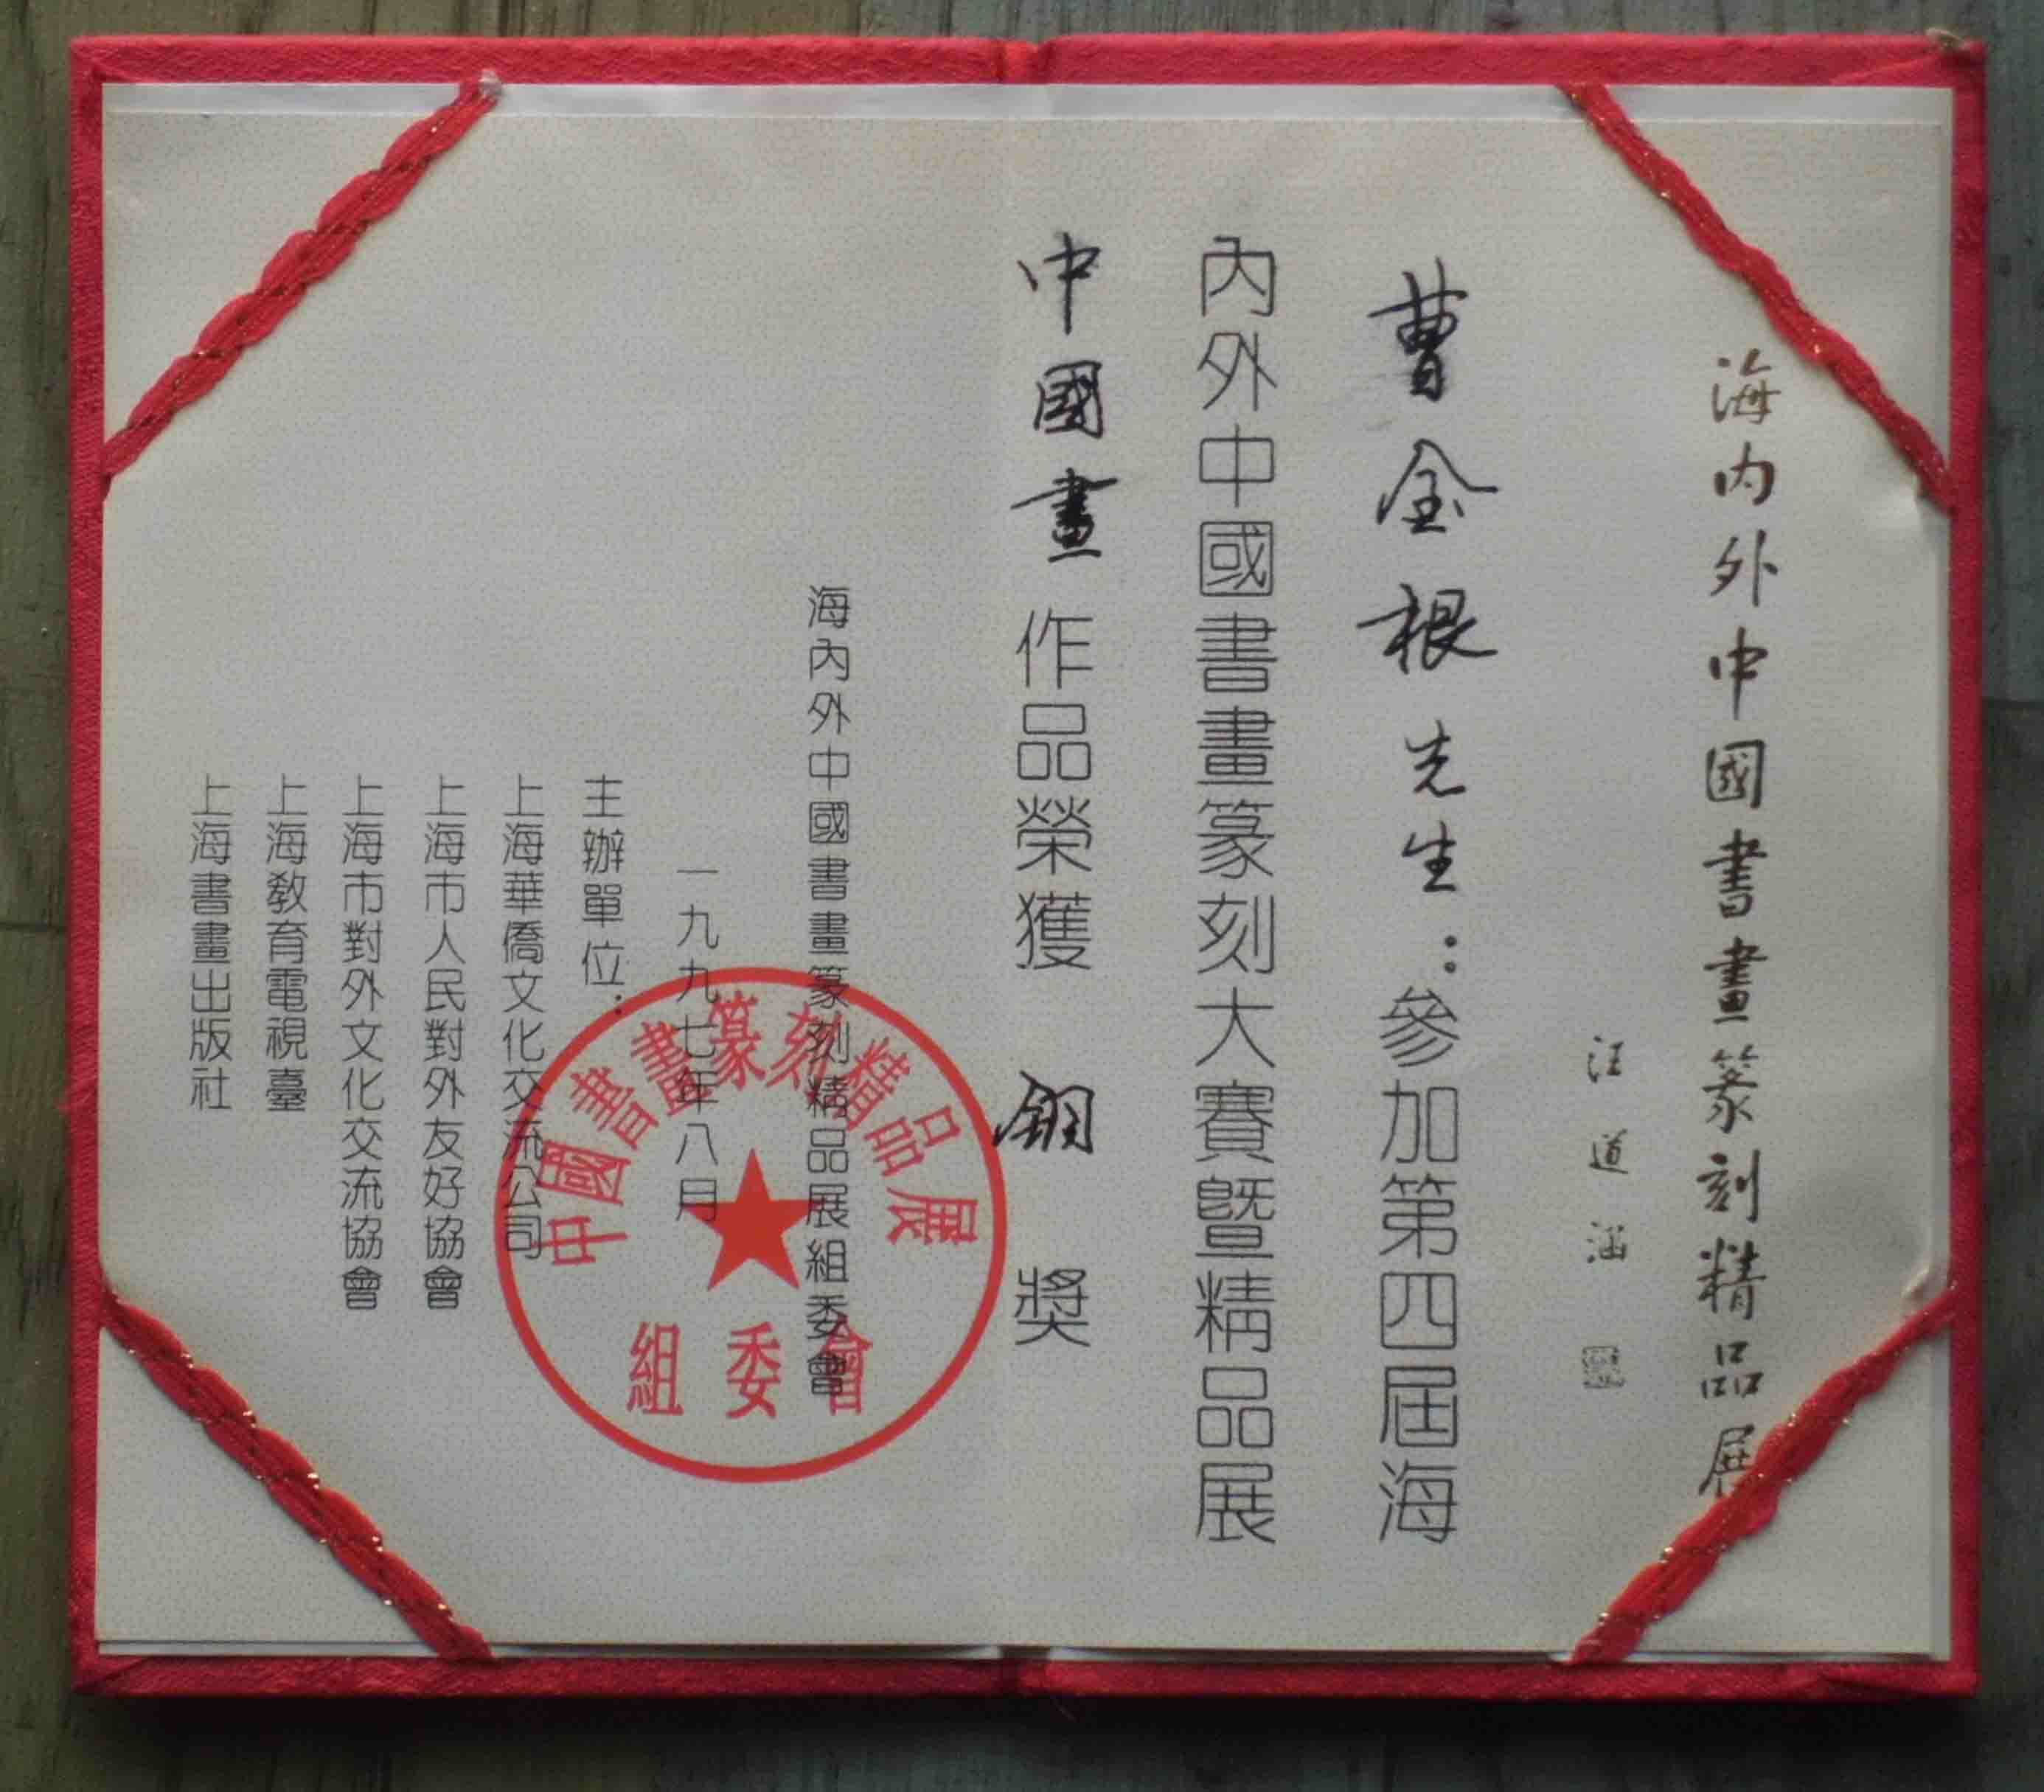 海内外中國書畫篆刻精品展
汪道涵
曹金根先生：參加第四屆海
內外中國書畫篆刻大賽暨精品展
中國畫作品榮獲 銅 獎
海內外中國書畫篆刻精品展組委會
一九九七年八月
主辦單位：
上海華僑文化交流公司
上海市人民對外友好協會
上海市對外文化交流協會
上海教育電視臺
上海書畫出版社
中國書畫篆刻精品展
組委會